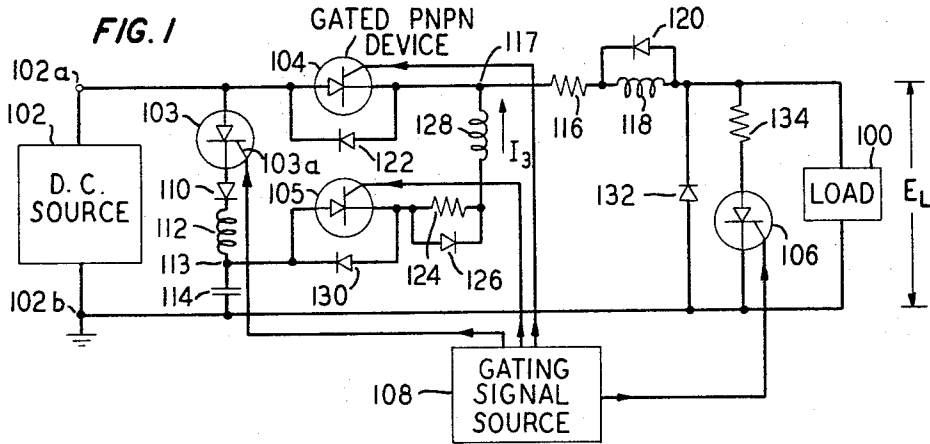 FIG. 1
GATED PNPN
DEVICE
104
117
120
102a
102
103
103a
D. C.
SOURCE
122
128
I3
116
118
134
100
LOAD
EL
110
105
112
113
114
130
124
126
132
106
102b
108
GATING
SIGNAL
SOURCE